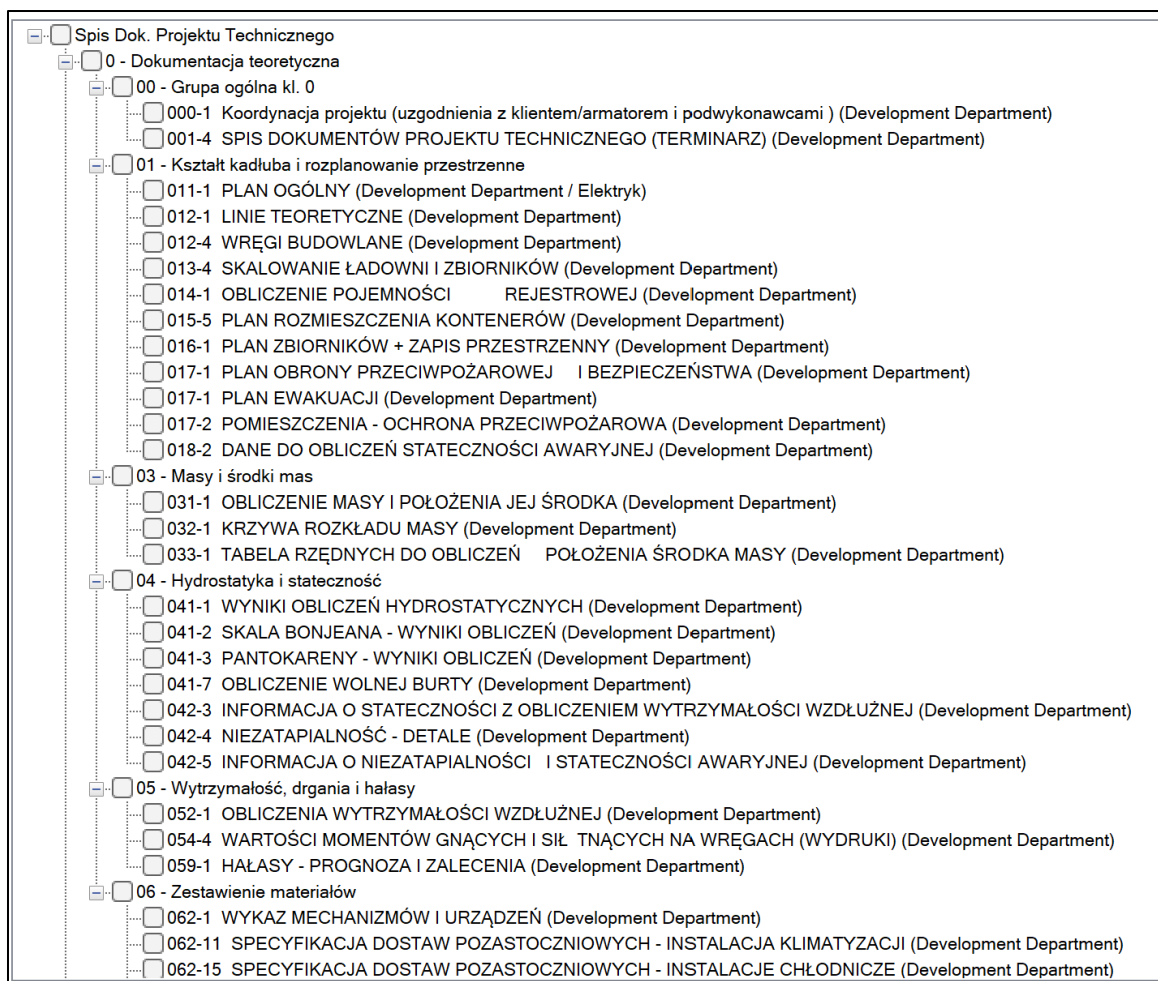 Spis Dok. Projektu Technicznego
0 - Dokumentacja teoretyczna
00 - Grupa ogólna kl. 0
000-1 Koordynacja projektu (uzgodnienia z klientem/armatorem i podwykonawcami ) (Development Department)
001-4 SPIS DOKUMENTÓW PROJEKTU TECHNICZNEGO (TERMINARZ) (Development Department)
01 - Kształt kadłuba i rozplanowanie przestrzenne
011-1 PLAN OGÓLNY (Development Department / Elektryk)
012-1 LINIE TEORETYCZNE (Development Department)
012-4 WRĘGI BUDOWLANE (Development Department)
013-4 SKALOWANIE ŁADOWNI I ZBIORNIKÓW (Development Department)
014-1 OBLICZENIE POJEMNOŚCI REJESTROWEJ (Development Department)
015-5 PLAN ROZMIESZCZENIA KONTENERÓW (Development Department)
016-1 PLAN ZBIORNIKÓW + ZAPIS PRZESTRZENNY (Development Department)
017-1 PLAN OBRONY PRZECIWPOŻAROWEJ I BEZPIECZEŃSTWA (Development Department)
017-1 PLAN EWAKUACJI (Development Department)
017-2 POMIESZCZENIA - OCHRONA PRZECIWPOŻAROWA (Development Department)
018-2 DANE DO OBLICZEŃ STATECZNOŚCI AWARYJNEJ (Development Department)
03 - Masy i środki mas
031-1 OBLICZENIE MASY I POŁOŻENIA JEJ ŚRODKA (Development Department)
032-1 KRZYWA ROZKŁADU MASY (Development Department)
033-1 TABELA RZĘDNYCH DO OBLICZEŃ POŁOŻENIA ŚRODKA MASY (Development Department)
04 - Hydrostatyka i stateczność
041-1 WYNIKI OBLICZEŃ HYDROSTATYCZNYCH (Development Department)
041-2 SKALA BONJEANA - WYNIKI OBLICZEŃ (Development Department)
041-3 PANTOKARENY - WYNIKI OBLICZEŃ (Development Department)
041-7 OBLICZENIE WOLNEJ BURTY (Development Department)
042-3 INFORMACJA O STATECZNOŚCI Z OBLICZENIEM WYTRZYMAŁOŚCI WZDŁUŻNEJ (Development Department)
042-4 NIEZATAPIALNOŚĆ - DETALE (Development Department)
042-5 INFORMACJA O NIEZATAPIALNOŚCI I STATECZNOŚCI AWARYJNEJ (Development Department)
05 - Wytrzymałość, drgania i hałasy
052-1 OBLICZENIA WYTRZYMAŁOŚCI WZDŁUŻNEJ (Development Department)
054-4 WARTOŚCI MOMENTÓW GNĄCYCH I SIŁ TNĄCYCH NA WRĘGACH (WYDRUKI) (Development Department)
059-1 HAŁASY - PROGNOZA I ZALECENIA (Development Department)
06 - Zestawienie materiałów
062-1 WYKAZ MECHANIZMÓW I URZĄDZEŃ (Development Department)
062-11 SPECYFIKACJA DOSTAW POZASTOCZNIOWYCH - INSTALACJA KLIMATYZACJI (Development Department)
062-15 SPECYFIKACJA DOSTAW POZASTOCZNIOWYCH - INSTALACJE CHŁODNICZE (Development Department)